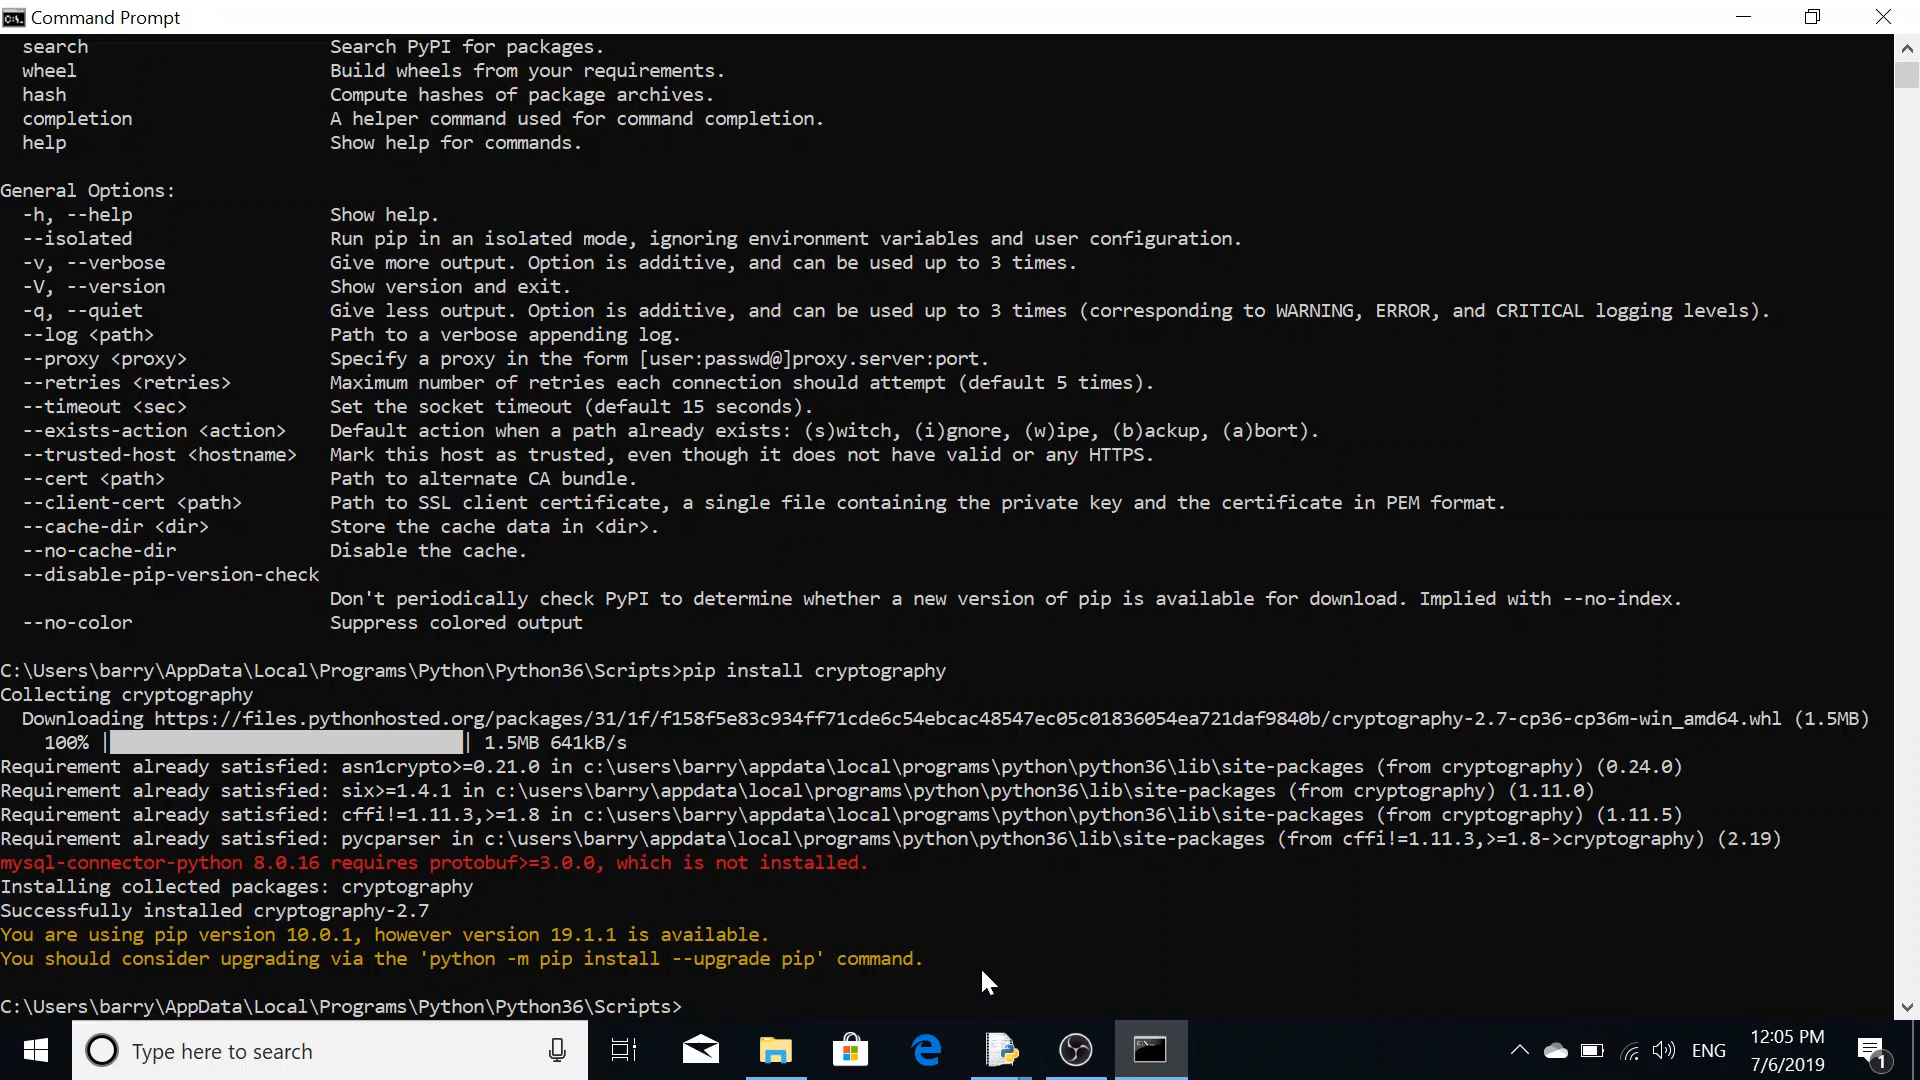 Command Prompt
search Search PyPI for packages.
wheel Build wheels from your requirements.
hash Compute hashes of package archives.
completion A helper command used for command completion.
help Show help for commands.
General Options:
-h, --help Show help.
--isolated Run pip in an isolated mode, ignoring environment variables and user configuration.
-v, --verbose Give more output. Option is additive, and can be used up to 3 times.
-V, --version Show version and exit.
-q, --quiet Give less output. Option is additive, and can be used up to 3 times (corresponding to WARNING, ERROR, and CRITICAL logging levels).
--log <path> Path to a verbose appending log.
--proxy <proxy> Specify a proxy in the form [user:passwd@]proxy.server:port.
--retries <retries> Maximum number of retries each connection should attempt (default 5 times).
--timeout <sec> Set the socket timeout (default 15 seconds).
--exists-action <action> Default action when a path already exists: (s)witch, (i)gnore, (w)ipe, (b)ackup, (a)bort).
--trusted-host <hostname> Mark this host as trusted, even though it does not have valid or any HTTPS.
--cert <path> Path to alternate CA bundle.
--client-cert <path> Path to SSL client certificate, a single file containing the private key and the certificate in PEM format.
--cache-dir <dir> Store the cache data in <dir>.
--no-cache-dir Disable the cache.
--disable-pip-version-check
Don't periodically check PyPI to determine whether a new version of pip is available for download. Implied with --no-index.
--no-color Suppress colored output
C:\Users\barry\AppData\Local\Programs\Python\Python36\Scripts>pip install cryptography
Collecting cryptography
Downloading https://files.pythonhosted.org/packages/31/1f/f158f5e83c934ff71cde6c54ebcac48547ec05c01836054ea721daf9840b/cryptography-2.7-cp36-cp36m-win_amd64.whl (1.5MB)
100% || 1.5MB 641kB/s
Requirement already satisfied: asn1crypto>=0.21.0 in c:\users\barry\appdata\local\programs\python\python36\lib\site-packages (from cryptography) (0.24.0)
Requirement already satisfied: six>=1.4.1 in c:\users\barry\appdata\local\programs\python\python36\lib\site-packages (from cryptography) (1.11.0)
Requirement already satisfied: cffi!=1.11.3,>=1.8 in c:\users\barry\appdata\local\programs\python\python36\lib\site-packages (from cryptography) (1.11.5)
Requirement already satisfied: pycparser in c:\users\barry\appdata\local\programs\python\python36\lib\site-packages (from cffi!=1.11.3,>=1.8->cryptography) (2.19)
mysql-connector-python 8.0.16 requires protobuf>=3.0.0, which is not installed.
Installing collected packages: cryptography
Successfully installed cryptography-2.7
You are using pip version 10.0.1, however version 19.1.1 is available.
You should consider upgrading via the 'python -m pip install --upgrade pip' command.
C:\Users\barry\AppData\Local\Programs\Python\Python36\Scripts>
Type here to search
ENG
12:05 PM
7/6/2019
1